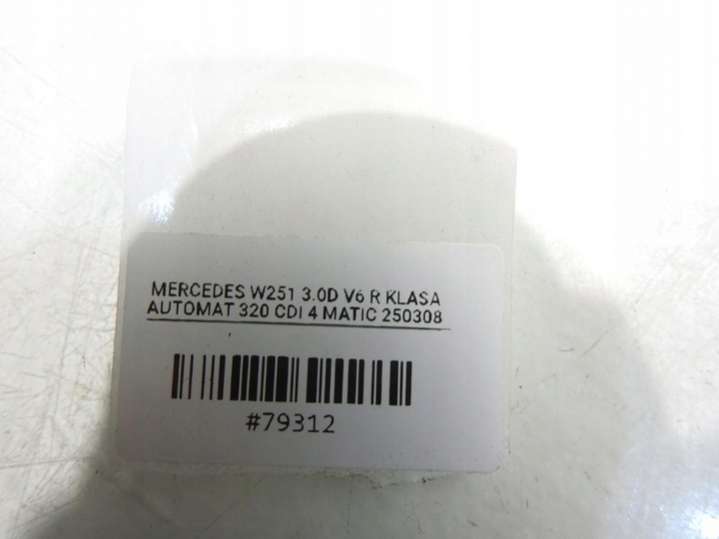 MERCEDES W251 3.0D V6 R KLASA
AUTOMAT 320 CDI 4 MATIC 250308
#79312